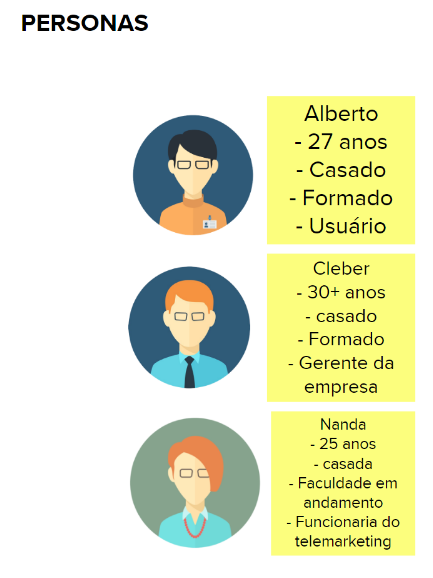 PERSONAS
Alberto
- 27 anos
- Casado
- Formado
- Usuário
Cleber
- 30+ anos
- casado
- Formado
- Gerente da
empresa
Nanda
- 25 anos
- casada
- Faculdade em
andamento
- Funcionaria do
telemarketing